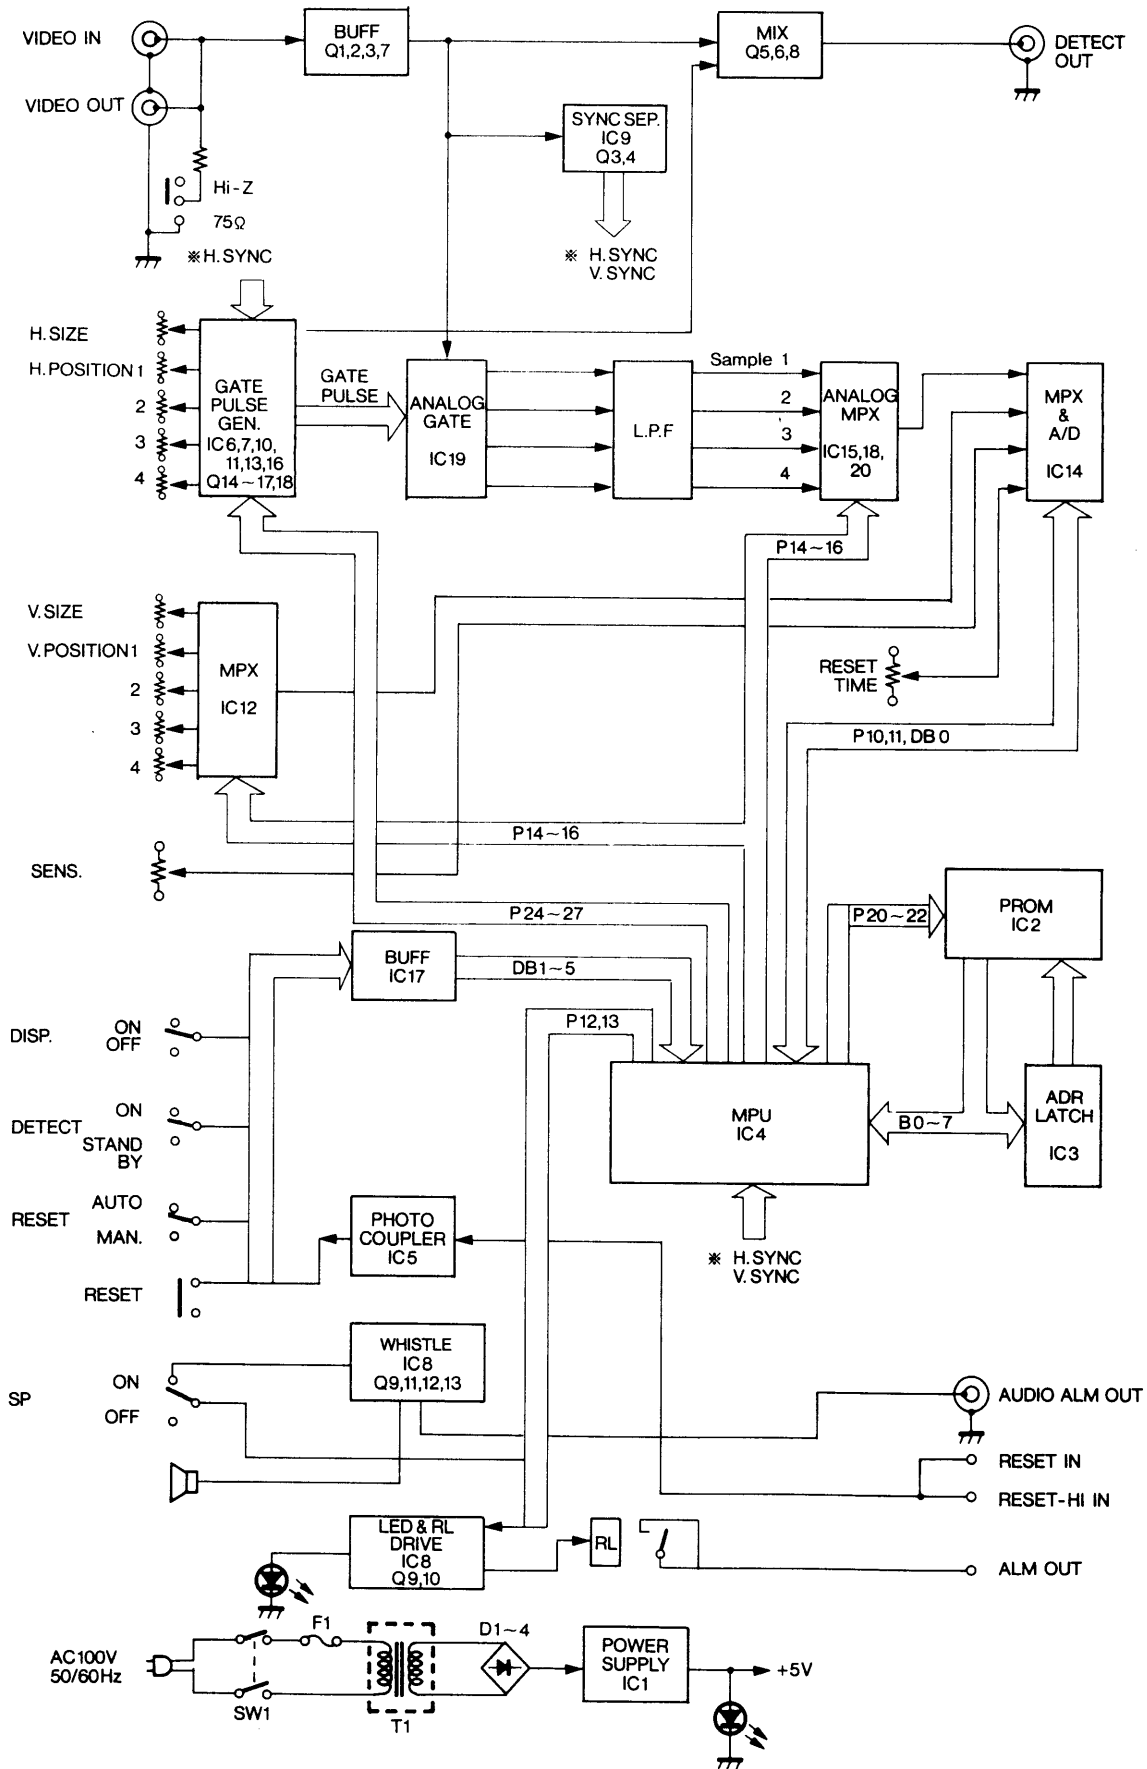 VIDEO IN
BUFF
Q1,2,3,7
MIX
Q5,6,8
DETECT
OUT
VIDEO OUT
SYNC SEP.
IC9
Q3,4
Hi-Z
75Ω
※H.SYNC
※ H.SYNC
V.SYNC
H.SIZE
H.POSITION 1
2
3
4
GATE
PULSE
GEN.
IC6,7,10,
11,13,16
Q14~17,18
GATE
PULSE
ANALOG
GATE
IC19
L.P.F
Sample 1
2
3
4
ANALOG
MPX
IC15,18,
20
MPX
&
A/D
IC14
P14~16
V.SIZE
V.POSITION1
2
3
4
MPX
IC12
RESET
TIME
P10,11,DB0
P14~16
SENS.
P24~27
P20~22
PROM
IC2
BUFF
IC17
DB1~5
P12,13
DISP.
ON
OFF
DETECT
ON
STAND
BY
MPU
IC4
B0~7
ADR
LATCH
IC3
RESET
AUTO
MAN.
PHOTO
COUPLER
IC5
※ H.SYNC
V.SYNC
RESET
WHISTLE
IC8
Q9,11,12,13
SP
ON
OFF
AUDIO ALM OUT
RESET IN
RESET-HI IN
LED & RL
DRIVE
IC8
Q9,10
RL
ALM OUT
AC100V
50/60Hz
SW1
F1
T1
D1~4
POWER
SUPPLY
IC1
+5V